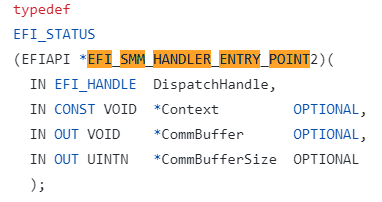 typedef
EFI_STATUS
(EFIAPI *EFI_SMM_HANDLER_ENTRY_POINT2)(
  IN EFI_HANDLE  DispatchHandle,
  IN CONST VOID  *Context         OPTIONAL,
  IN OUT VOID    *CommBuffer      OPTIONAL,
  IN OUT UINTN   *CommBufferSize  OPTIONAL
  );